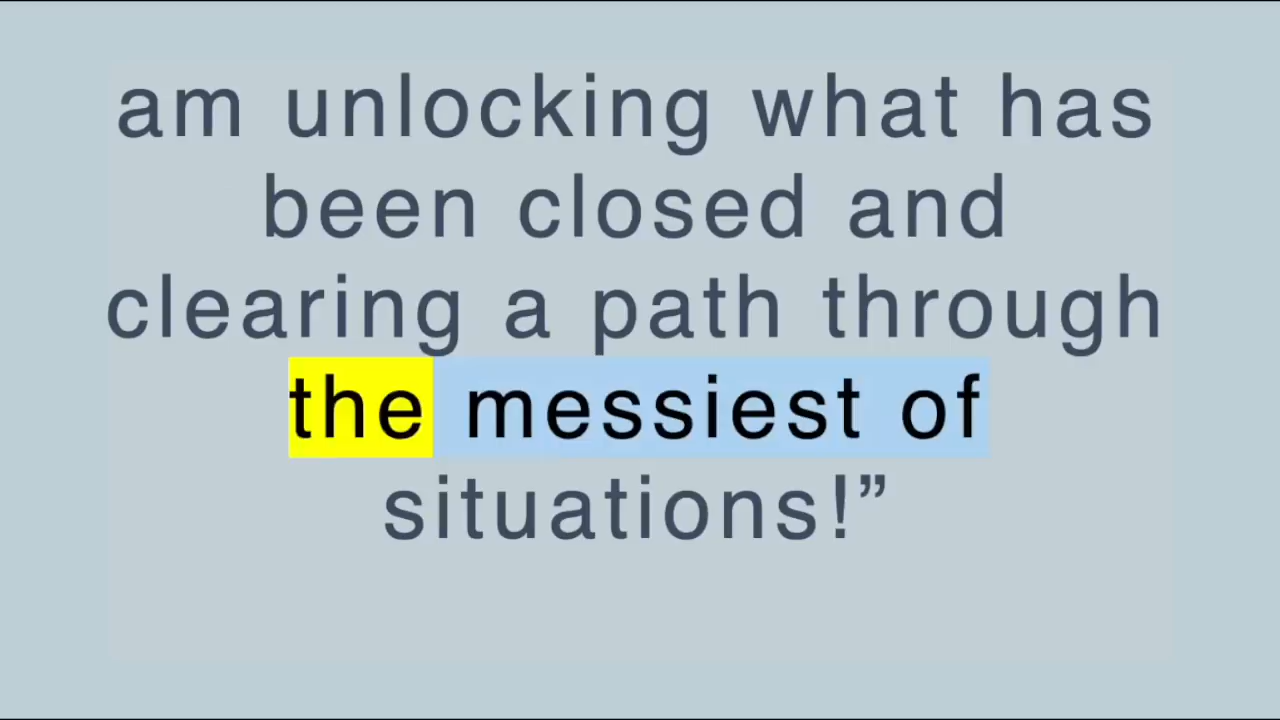 am unlocking what has
been closed and
clearing a path through
the messiest of
situations!”